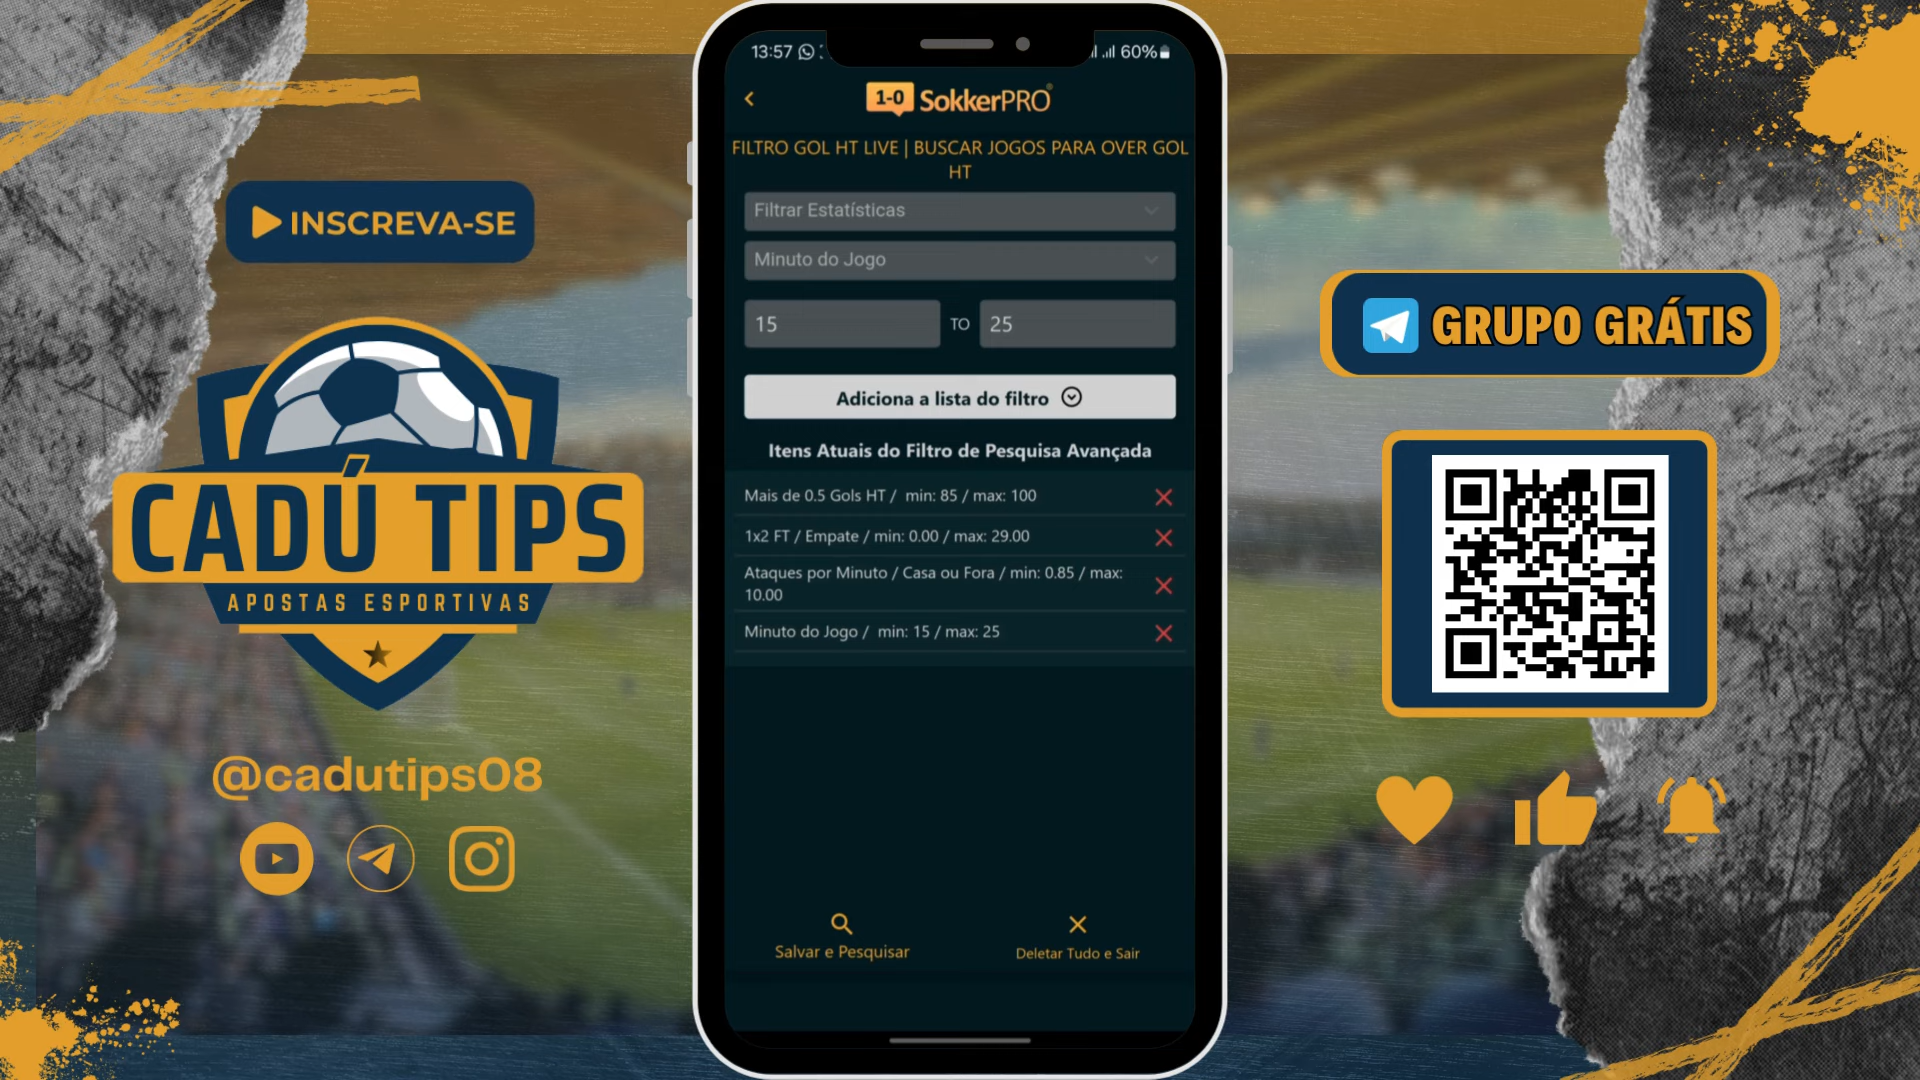 INSCREVA-SE
CADÚ TIPS
APOSTAS ESPORTIVAS
@cadutips08
13:57
60%
1-0 SokkerPRO®
FILTRO GOL HT LIVE | BUSCAR JOGOS PARA OVER GOL
HT
Filtrar Estatísticas
Minuto do Jogo
15 TO 25
Adiciona a lista do filtro
Itens Atuais do Filtro de Pesquisa Avançada
Mais de 0.5 Gols HT / min: 85 / max: 100
1x2 FT / Empate / min: 0.00 / max: 29.00
Ataques por Minuto / Casa ou Fora / min: 0.85 / max:
10.00
Minuto do Jogo / min: 15 / max: 25
Salvar e Pesquisar
Deletar Tudo e Sair
GRUPO GRÁTIS